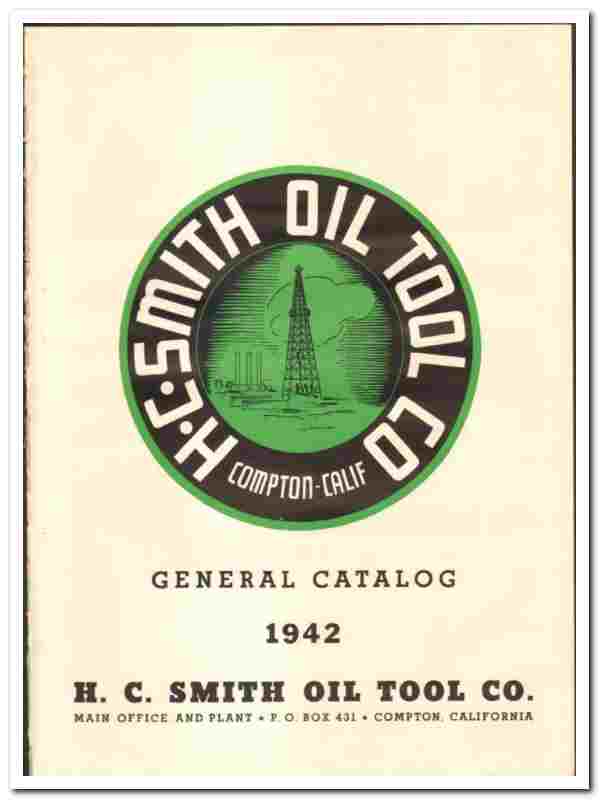 H·C·SMITH OIL TOOL CO
COMPTON-CALIF
GENERAL CATALOG
1942
H. C. SMITH OIL TOOL CO.
MAIN OFFICE AND PLANT • P.O. BOX 431 • COMPTON, CALIFORNIA